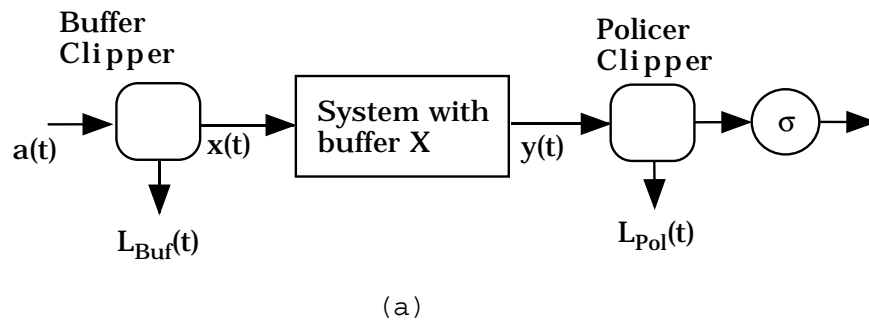 Buffer
Clipper
Policer
Clipper
System with
buffer X
σ
a(t)
x(t)
y(t)
L_Buf(t)
L_Pol(t)
(a)